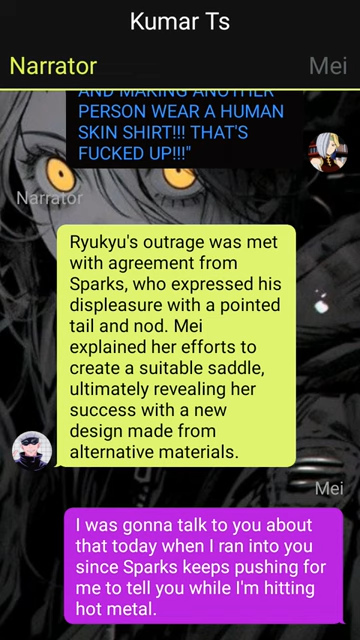 Kumar Ts
Narrator
Mei
AND MAKING ANOTHER
PERSON WEAR A HUMAN
SKIN SHIRT!!! THAT'S
FUCKED UP!!!"
Narrator
Ryukyu's outrage was met
with agreement from
Sparks, who expressed his
displeasure with a pointed
tail and nod. Mei
explained her efforts to
create a suitable saddle,
ultimately revealing her
success with a new
design made from
alternative materials.
Mei
I was gonna talk to you about
that today when I ran into you
since Sparks keeps pushing for
me to tell you while I'm hitting
hot metal.